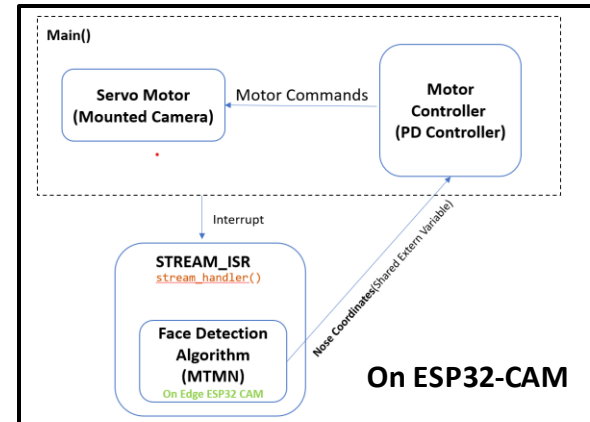 Main()
Servo Motor
(Mounted Camera)
Motor Commands
Motor
Controller
(PD Controller)
Interrupt
STREAM_ISR
stream_handler()
Face Detection
Algorithm
(MTMN)
On Edge ESP32 CAM
Nose Coordinates(Shared Extern Variable)
On ESP32-CAM